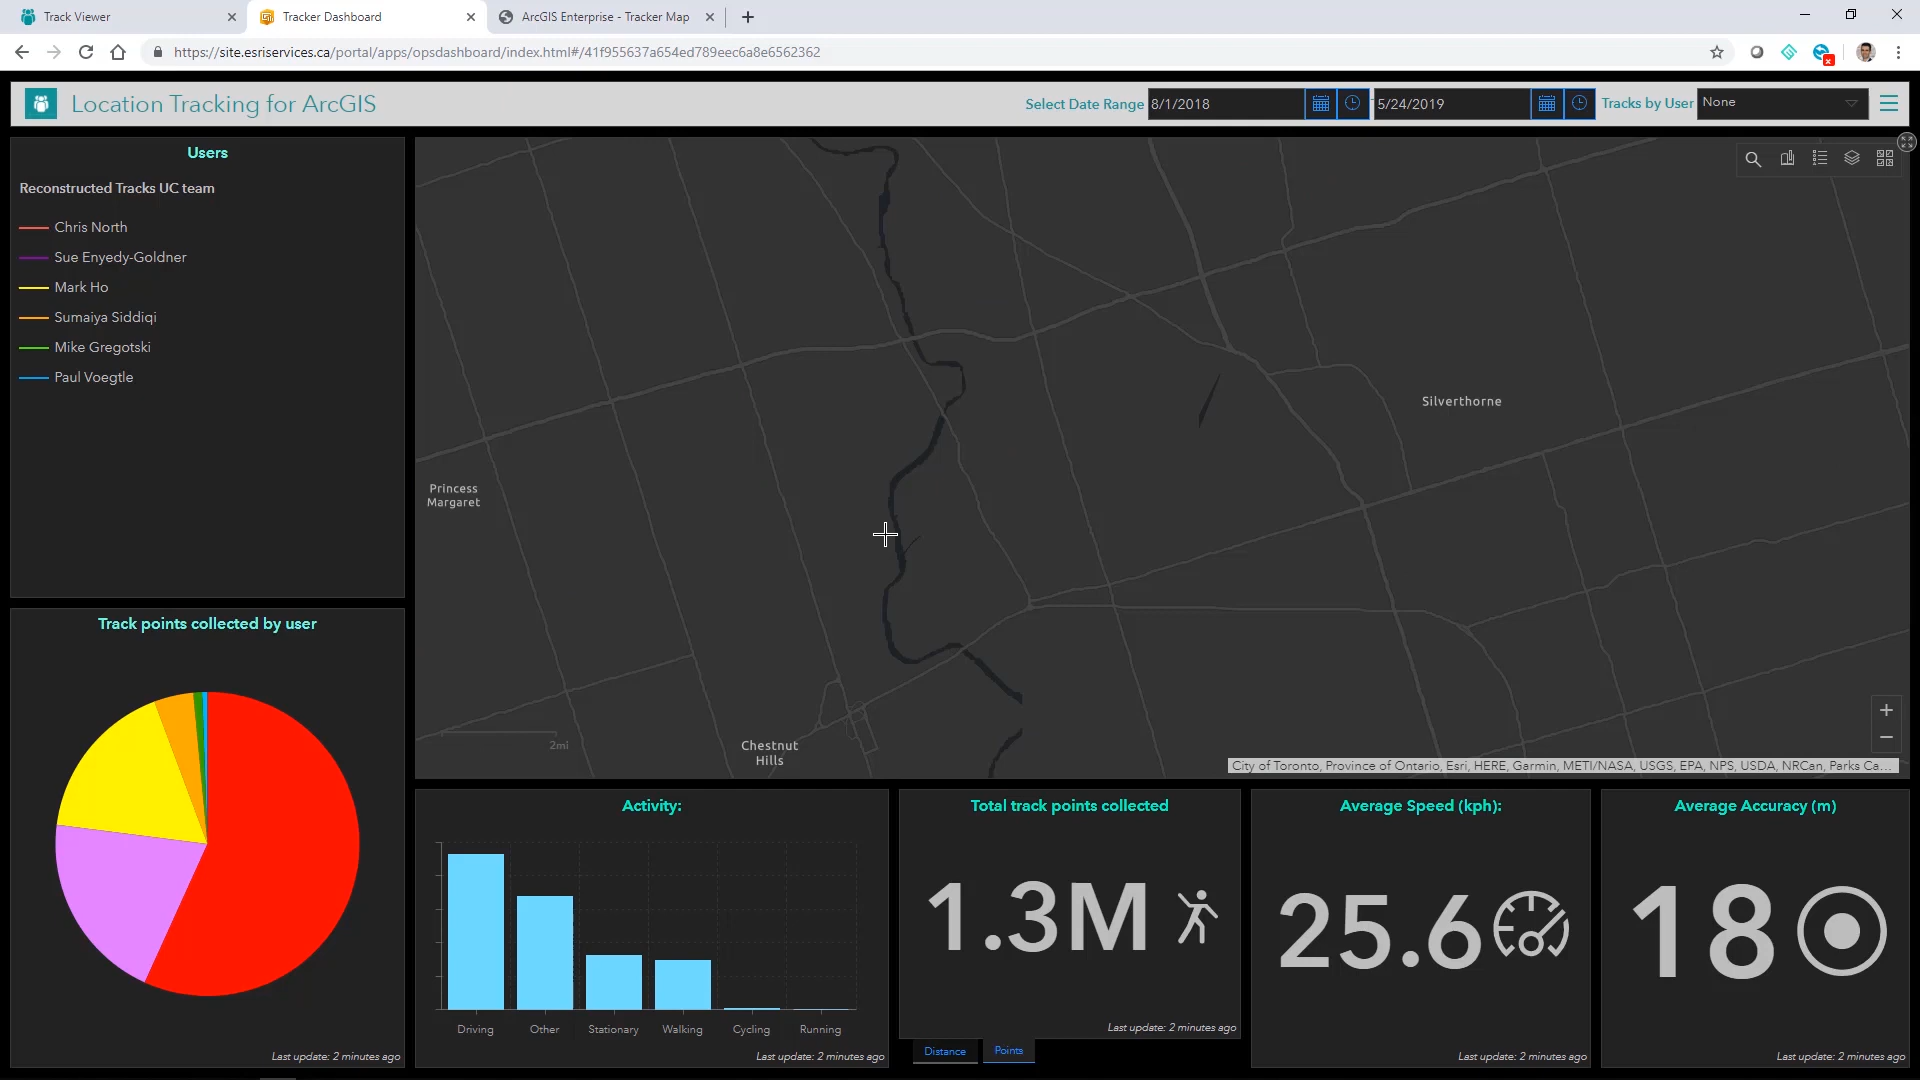 Track Viewer
Tracker Dashboard
ArcGIS Enterprise - Tracker Map
https://site.esriservices.ca/portal/apps/opsdashboard/index.html#/41f955637a654ed789eec6a8e6562362
Location Tracking for ArcGIS
Select Date Range 8/1/2018 - 5/24/2019 Tracks by User None
Users
Reconstructed Tracks UC team
Chris North
Sue Enyedy-Goldner
Mark Ho
Sumaiya Siddiqi
Mike Gregotski
Paul Voegtle
Silverthorne
Princess
Margaret
Chestnut
Hills
2mi
City of Toronto, Province of Ontario, Esri, HERE, Garmin, METI/NASA, USGS, EPA, NPS, USDA, NRCan, Parks Ca...
Track points collected by user
Last update: 2 minutes ago
Activity:
Driving Other Stationary Walking Cycling Running
Last update: 2 minutes ago
Total track points collected
1.3M
Last update: 2 minutes ago
Distance Points
Average Speed (kph):
25.6
Last update: 2 minutes ago
Average Accuracy (m)
18
Last update: 2 minutes ago